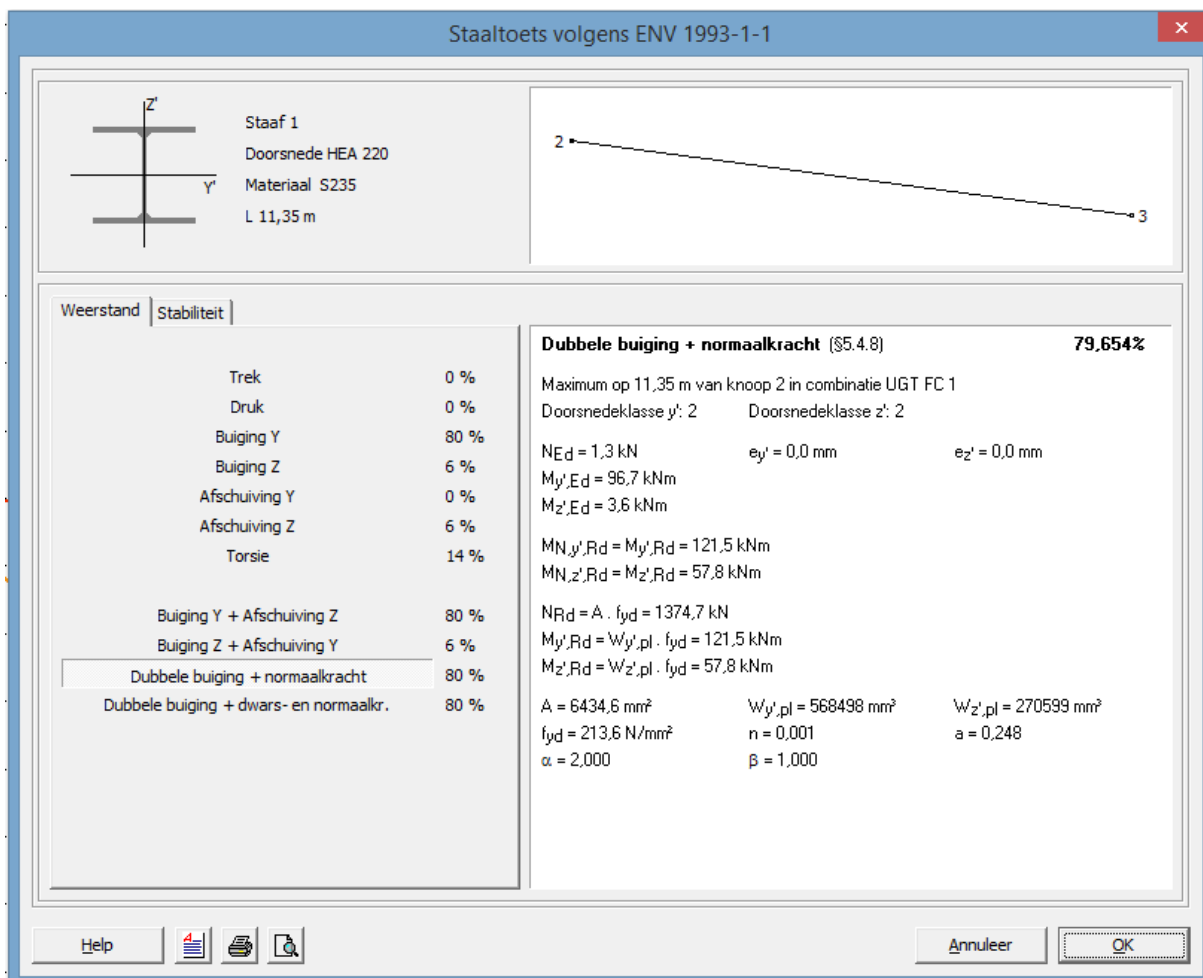 Staaltoets volgens ENV 1993-1-1
Z'
Y'
Staaf 1
Doorsnede HEA 220
Materiaal S235
L 11,35 m
2
3
Weerstand
Stabiliteit
Trek 0 %
Druk 0 %
Buiging Y 80 %
Buiging Z 6 %
Afschuiving Y 0 %
Afschuiving Z 6 %
Torsie 14 %
Buiging Y + Afschuiving Z 80 %
Buiging Z + Afschuiving Y 6 %
Dubbele buiging + normaalkracht 80 %
Dubbele buiging + dwars- en normaalkr. 80 %
Dubbele buiging + normaalkracht (§5.4.8) 79,654%
Maximum op 11,35 m van knoop 2 in combinatie UGT FC 1
Doorsnedeklasse y': 2 Doorsnedeklasse z': 2
NEd = 1,3 kN ey' = 0,0 mm ez' = 0,0 mm
My',Ed = 96,7 kNm
Mz',Ed = 3,6 kNm
MN,y',Rd = My',Rd = 121,5 kNm
MN,z',Rd = Mz',Rd = 57,8 kNm
NRd = A . fyd = 1374,7 kN
My',Rd = Wy',pl . fyd = 121,5 kNm
Mz',Rd = Wz',pl . fyd = 57,8 kNm
A = 6434,6 mm² Wy',pl = 568498 mm³ Wz',pl = 270599 mm³
fyd = 213,6 N/mm² n = 0,001 a = 0,248
α = 2,000 β = 1,000
Help
Annuleer
OK